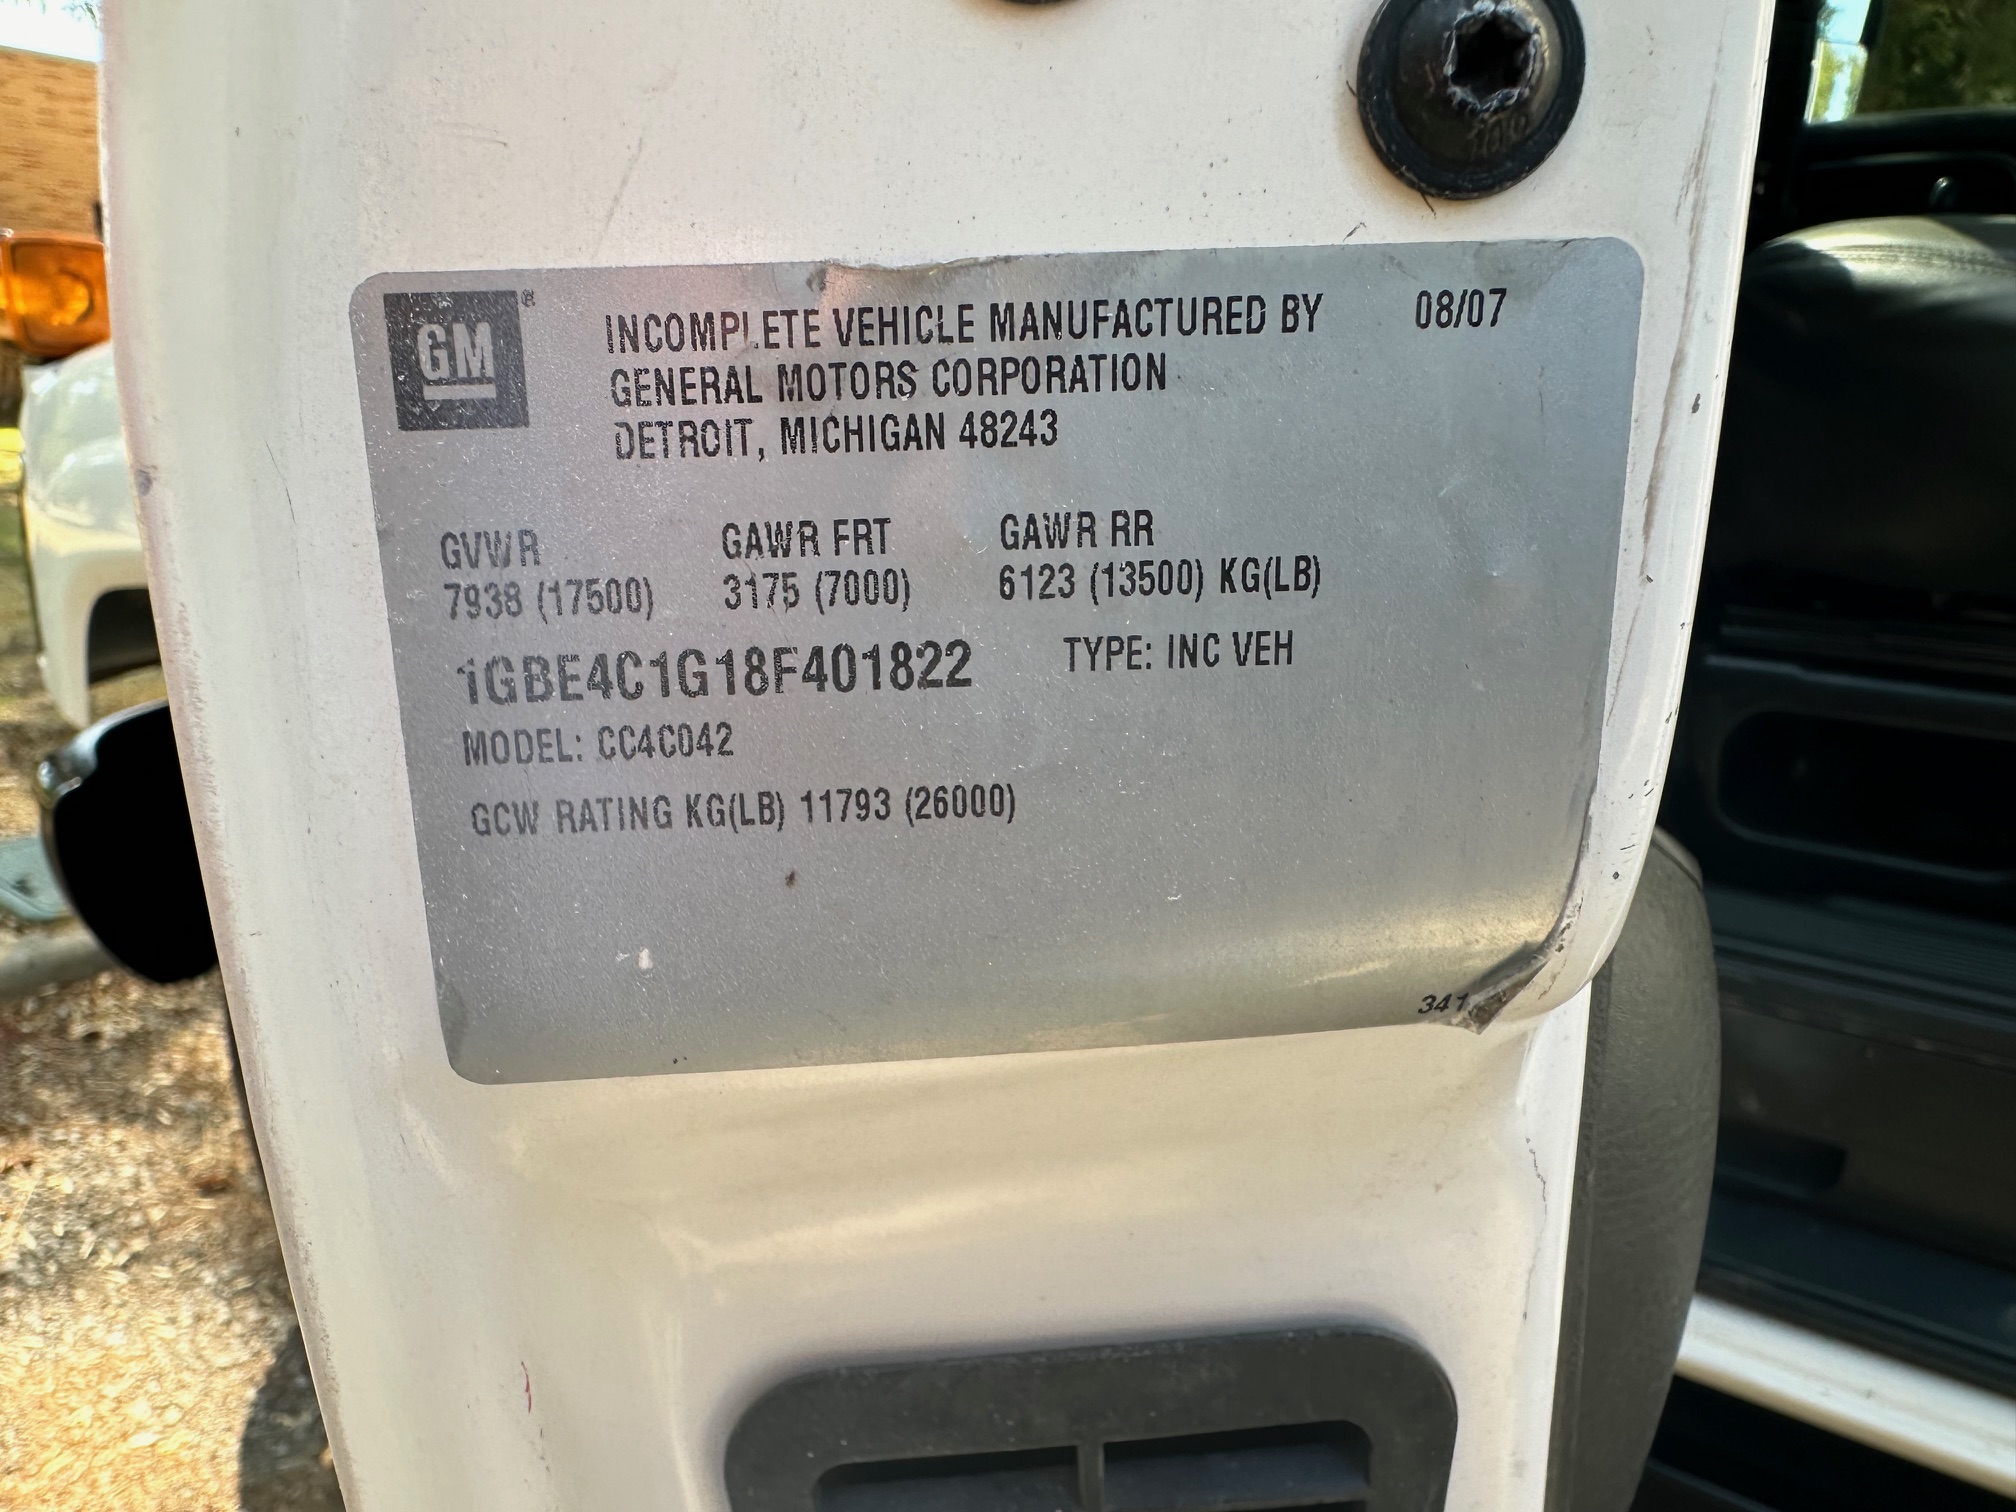 GM®
INCOMPLETE VEHICLE MANUFACTURED BY 08/07
GENERAL MOTORS CORPORATION
DETROIT, MICHIGAN 48243
GVWR GAWR FRT GAWR RR
7938 (17500) 3175 (7000) 6123 (13500) KG(LB)
1GBE4C1G18F401822 TYPE: INC VEH
MODEL: CC4C042
GCW RATING KG(LB) 11793 (26000)
341